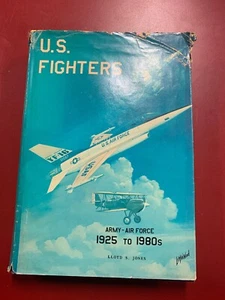 U.S.
FIGHTERS
U.S. AIR FORCE
ARMY-AIR FORCE
1925 TO 1980s
LLOYD S. JONES